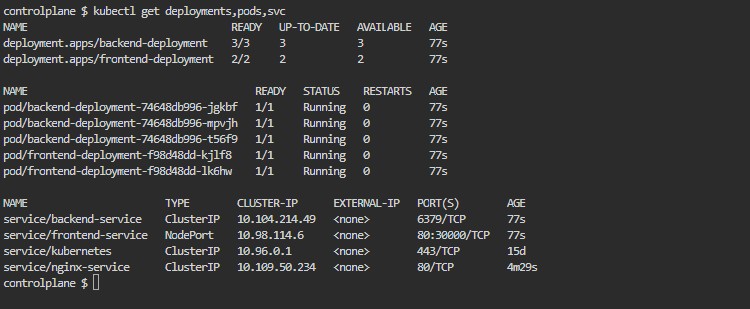 controlplane $ kubectl get deployments,pods,svc
NAME READY UP-TO-DATE AVAILABLE AGE
deployment.apps/backend-deployment 3/3 3 3 77s
deployment.apps/frontend-deployment 2/2 2 2 77s
NAME READY STATUS RESTARTS AGE
pod/backend-deployment-74648db996-jgkbf 1/1 Running 0 77s
pod/backend-deployment-74648db996-mpvjh 1/1 Running 0 77s
pod/backend-deployment-74648db996-t56f9 1/1 Running 0 77s
pod/frontend-deployment-f98d48dd-kjlf8 1/1 Running 0 77s
pod/frontend-deployment-f98d48dd-lk6hw 1/1 Running 0 77s
NAME TYPE CLUSTER-IP EXTERNAL-IP PORT(S) AGE
service/backend-service ClusterIP 10.104.214.49 <none> 6379/TCP 77s
service/frontend-service NodePort 10.98.114.6 <none> 80:30000/TCP 77s
service/kubernetes ClusterIP 10.96.0.1 <none> 443/TCP 15d
service/nginx-service ClusterIP 10.109.50.234 <none> 80/TCP 4m29s
controlplane $